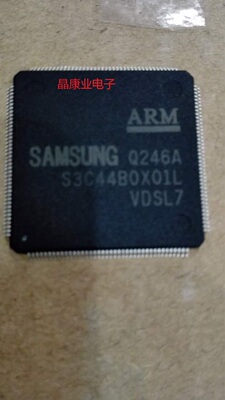 晶康业电子
ARM
SAMSUNG Q246A
S3C44B0X01L
VDSL7